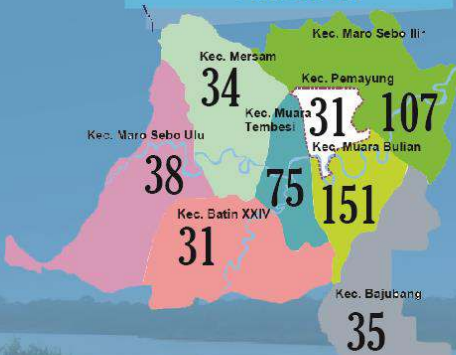 Kec. Maro Sebo Ilir
Kec. Mersam
34
Kec. Pemayung
31
107
Kec. Muara
Tembesi
75
Kec. Maro Sebo Ulu
38
Kec. Muara Bulian
151
Kec. Batin XXIV
31
Kec. Bajubang
35